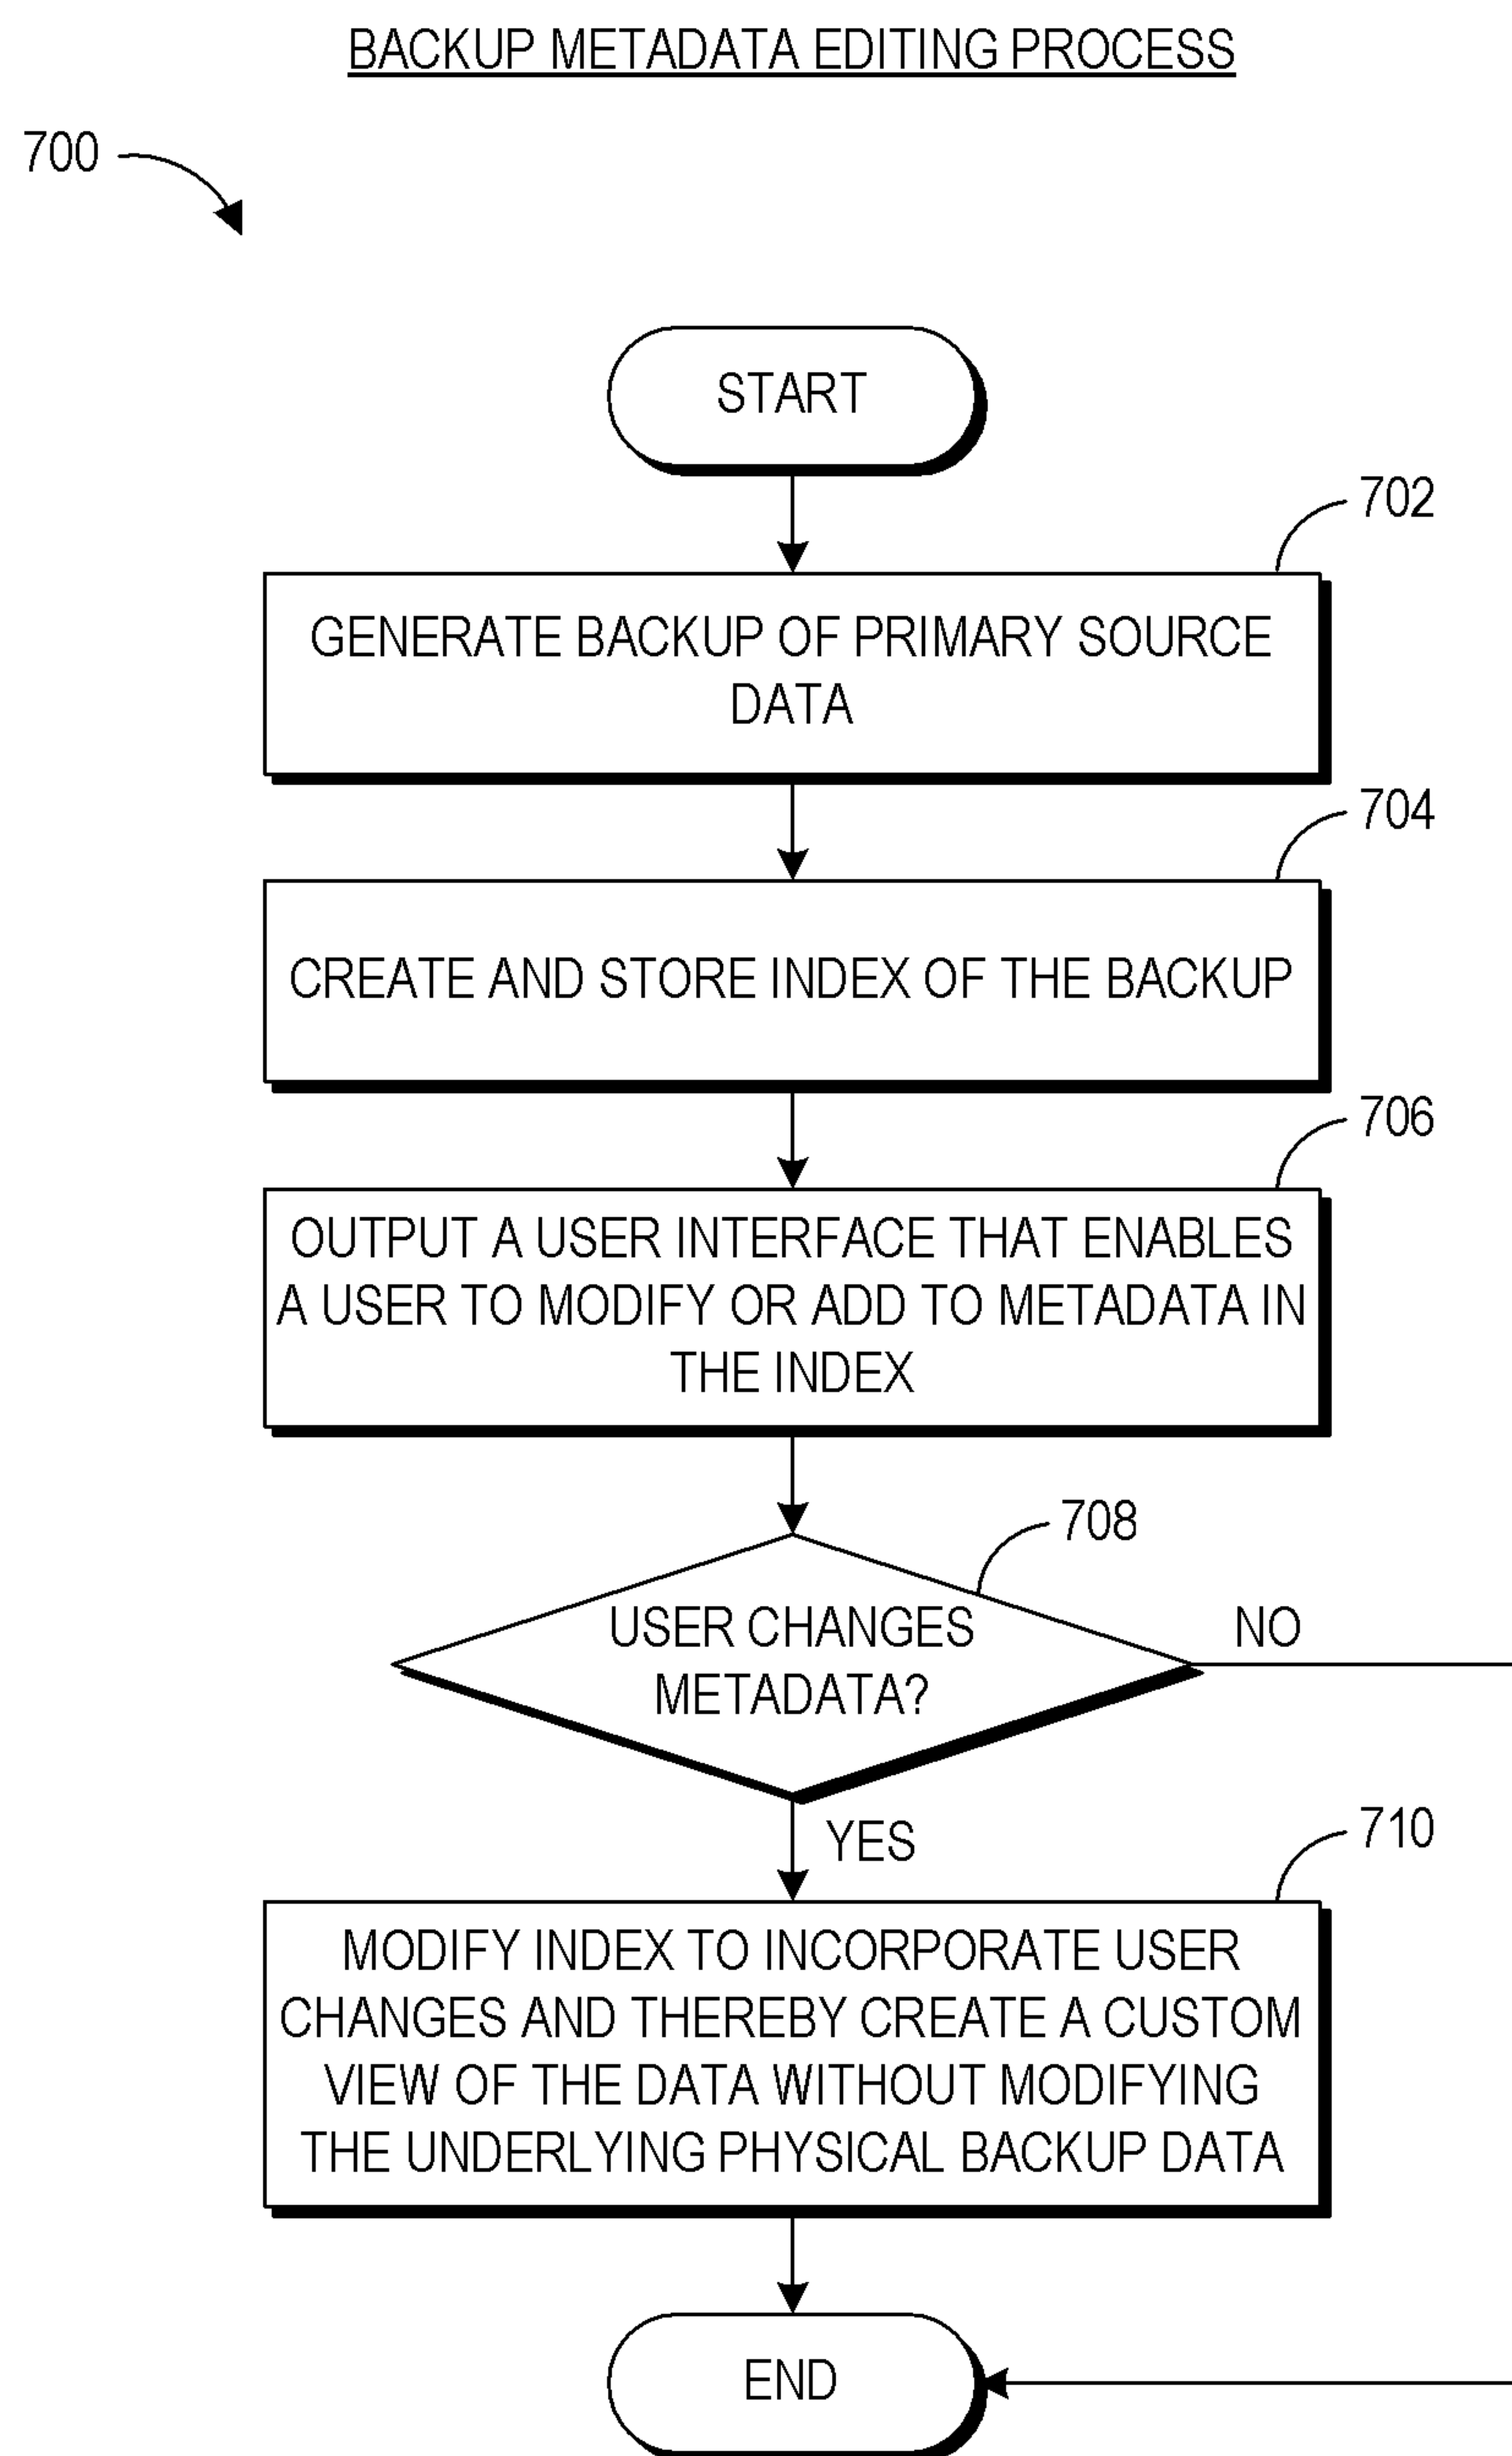 BACKUP METADATA EDITING PROCESS
700
START
702
GENERATE BACKUP OF PRIMARY SOURCE
DATA
704
CREATE AND STORE INDEX OF THE BACKUP
706
OUTPUT A USER INTERFACE THAT ENABLES
A USER TO MODIFY OR ADD TO METADATA IN
THE INDEX
708
USER CHANGES
METADATA?
NO
YES
710
MODIFY INDEX TO INCORPORATE USER
CHANGES AND THEREBY CREATE A CUSTOM
VIEW OF THE DATA WITHOUT MODIFYING
THE UNDERLYING PHYSICAL BACKUP DATA
END